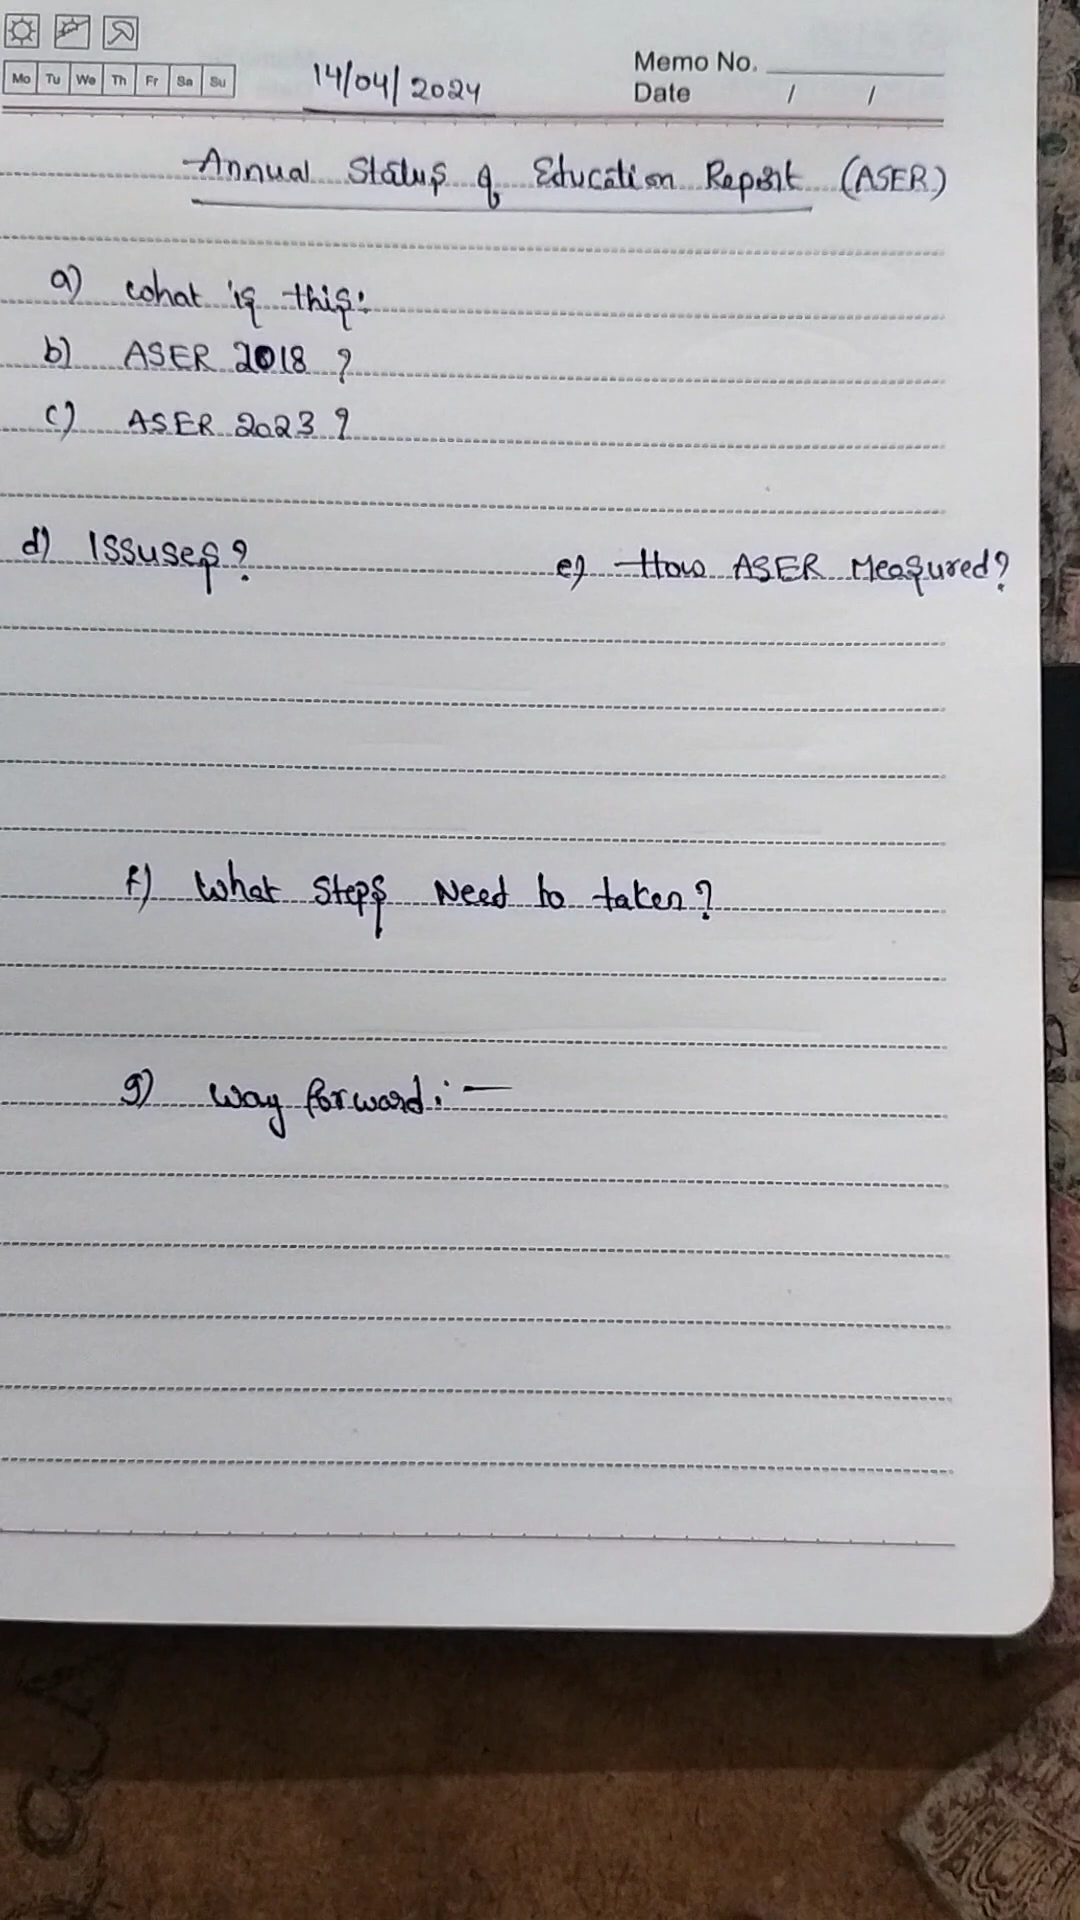 Mo Tu We Th Fr Sa Su
14/04/2024
Memo No.
Date / /
Annual Status of Education Report (ASER)
a) What is this:
b) ASER 2018 ?
c) ASER 2023 ?
d) Issuses ?
e) How ASER Measured ?
f) What Steps Need to taken ?
g) Way forward : —